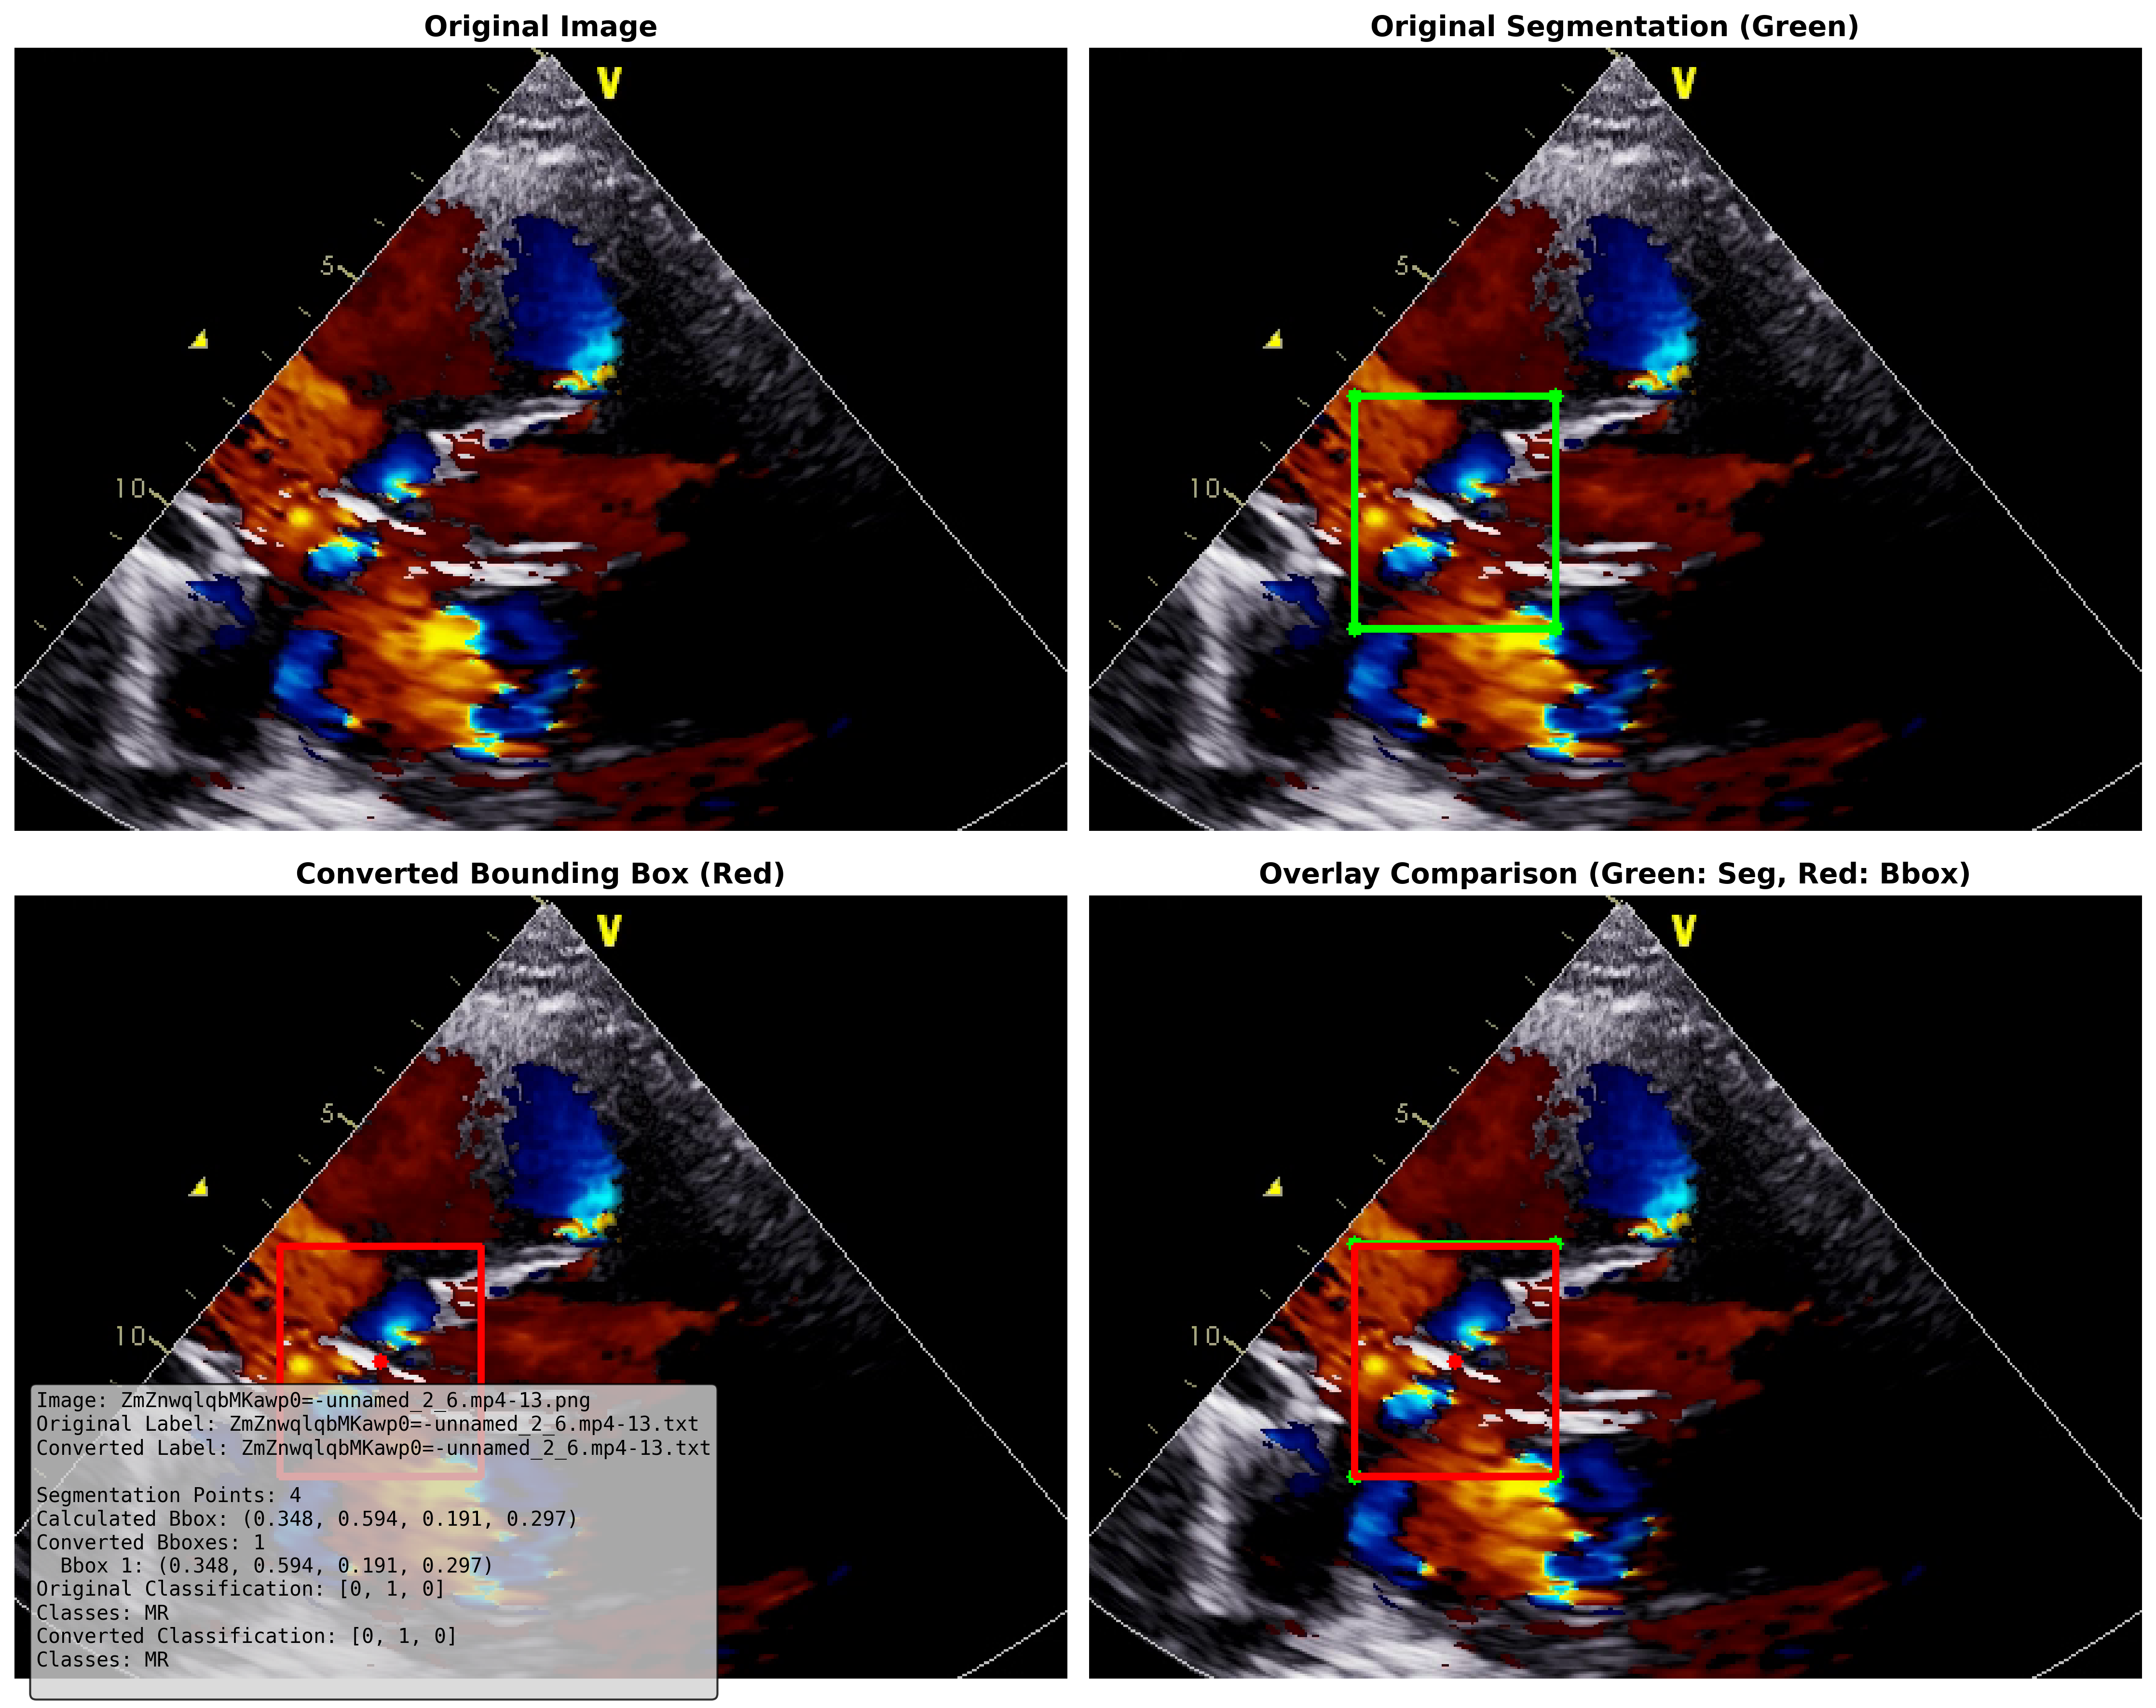 Original Image
Original Segmentation (Green)
V
5
10
V
5
10
Converted Bounding Box (Red)
Overlay Comparison (Green: Seg, Red: Bbox)
V
5
10
V
5
10
Image: ZmZnwqlqbMKawp0=-unnamed_2_6.mp4-13.png
Original Label: ZmZnwqlqbMKawp0=-unnamed_2_6.mp4-13.txt
Converted Label: ZmZnwqlqbMKawp0=-unnamed_2_6.mp4-13.txt
Segmentation Points: 4
Calculated Bbox: (0.348, 0.594, 0.191, 0.297)
Converted Bboxes: 1
Bbox 1: (0.348, 0.594, 0.191, 0.297)
Original Classification: [0, 1, 0]
Classes: MR
Converted Classification: [0, 1, 0]
Classes: MR